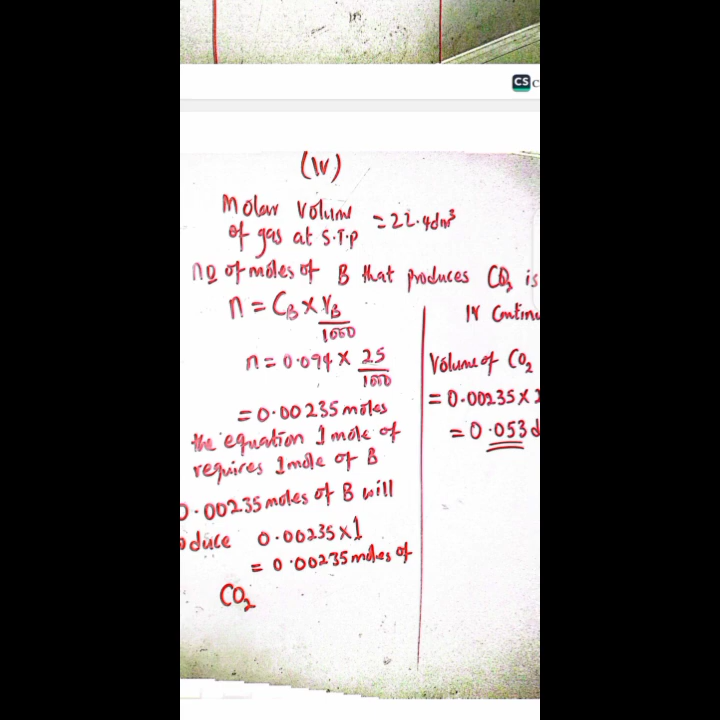 CS
(IV)
Molar Volume
of gas at S.T.P
= 22.4dm³
no of moles of B that produces CO₂ is
n = C_B × V_B
1000
n = 0.094 × 25
1000
= 0.00235 moles
the equation 1 mole of
requires 1 mole of B
0.00235 moles of B will
oduce 0.00235 × 1
= 0.00235 moles of
CO₂
IV Continu
Volume of CO₂
= 0.00235 ×
= 0.053d